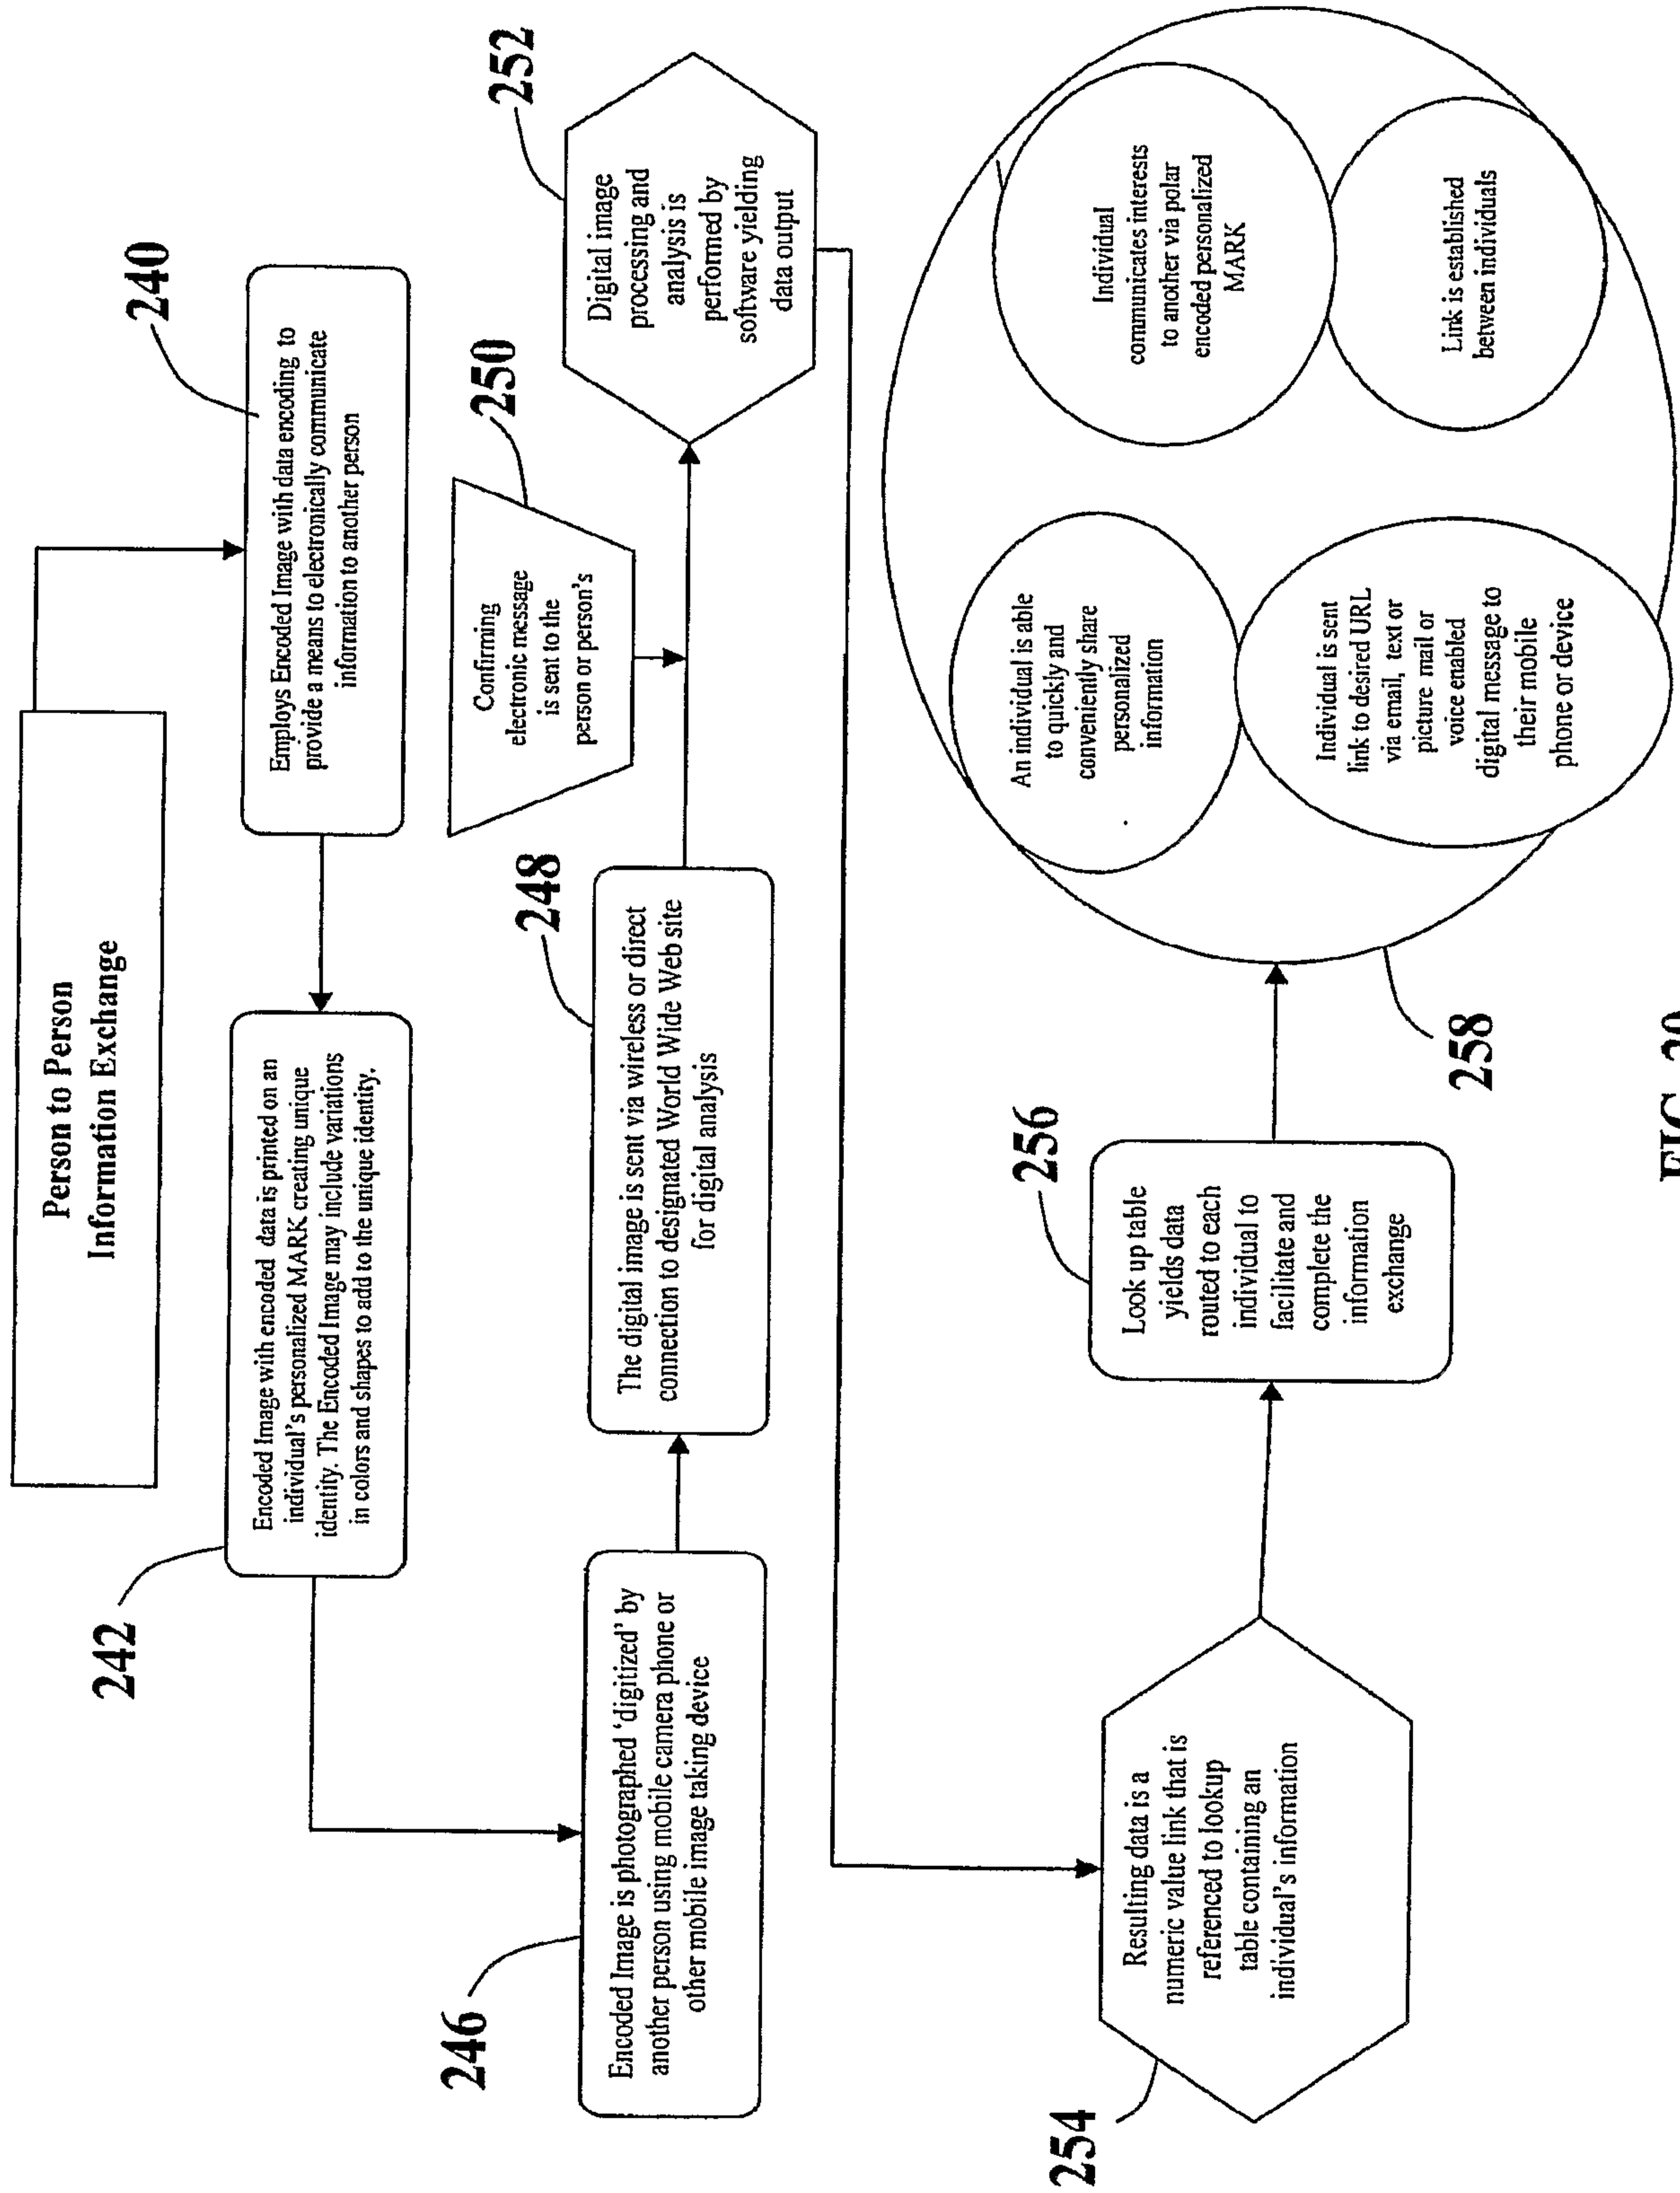 Person to Person
Information Exchange
240
Employs Encoded Image with data encoding to
provide a means to electronically communicate
information to another person
242
Encoded Image with encoded data is printed on an
individual's personalized MARK creating unique
identity. The Encoded Image may include variations
in colors and shapes to add to the unique identity.
246
Encoded Image is photographed 'digitized' by
another person using mobile camera phone or
other mobile image taking device
248
The digital image is sent via wireless or direct
connection to designated World Wide Web site
for digital analysis
250
Confirming
electronic message
is sent to the
person or person's
252
Digital image
processing and
analysis is
performed by
software yielding
data output
254
Resulting data is a
numeric value link that is
referenced to lookup
table containing an
individual's information
256
Look up table
yields data
routed to each
individual to
facilitate and
complete the
information
exchange
258
An individual is able
to quickly and
conveniently share
personalized
information
Individual
communicates interests
to another via polar
encoded personalized
MARK
Individual is sent
link to desired URL
via email, text or
picture mail or
voice enabled
digital message to
their mobile
phone or device
Link is established
between individuals
FIG.